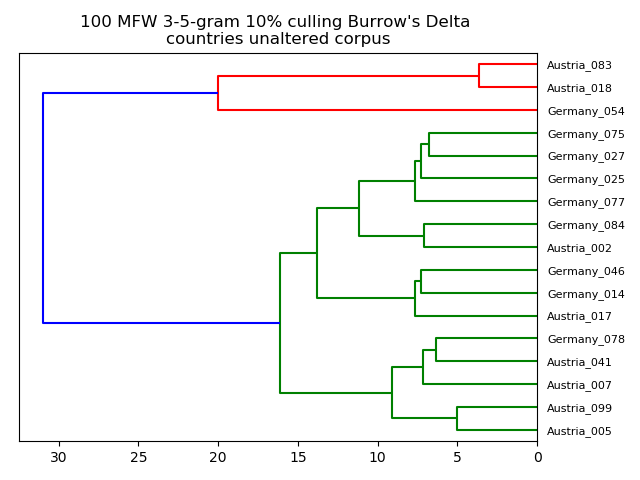 100 MFW 3-5-gram 10% culling Burrow's Delta
countries unaltered corpus
Austria_083
Austria_018
Germany_054
Germany_075
Germany_027
Germany_025
Germany_077
Germany_084
Austria_002
Germany_046
Germany_014
Austria_017
Germany_078
Austria_041
Austria_007
Austria_099
Austria_005
30 25 20 15 10 5 0